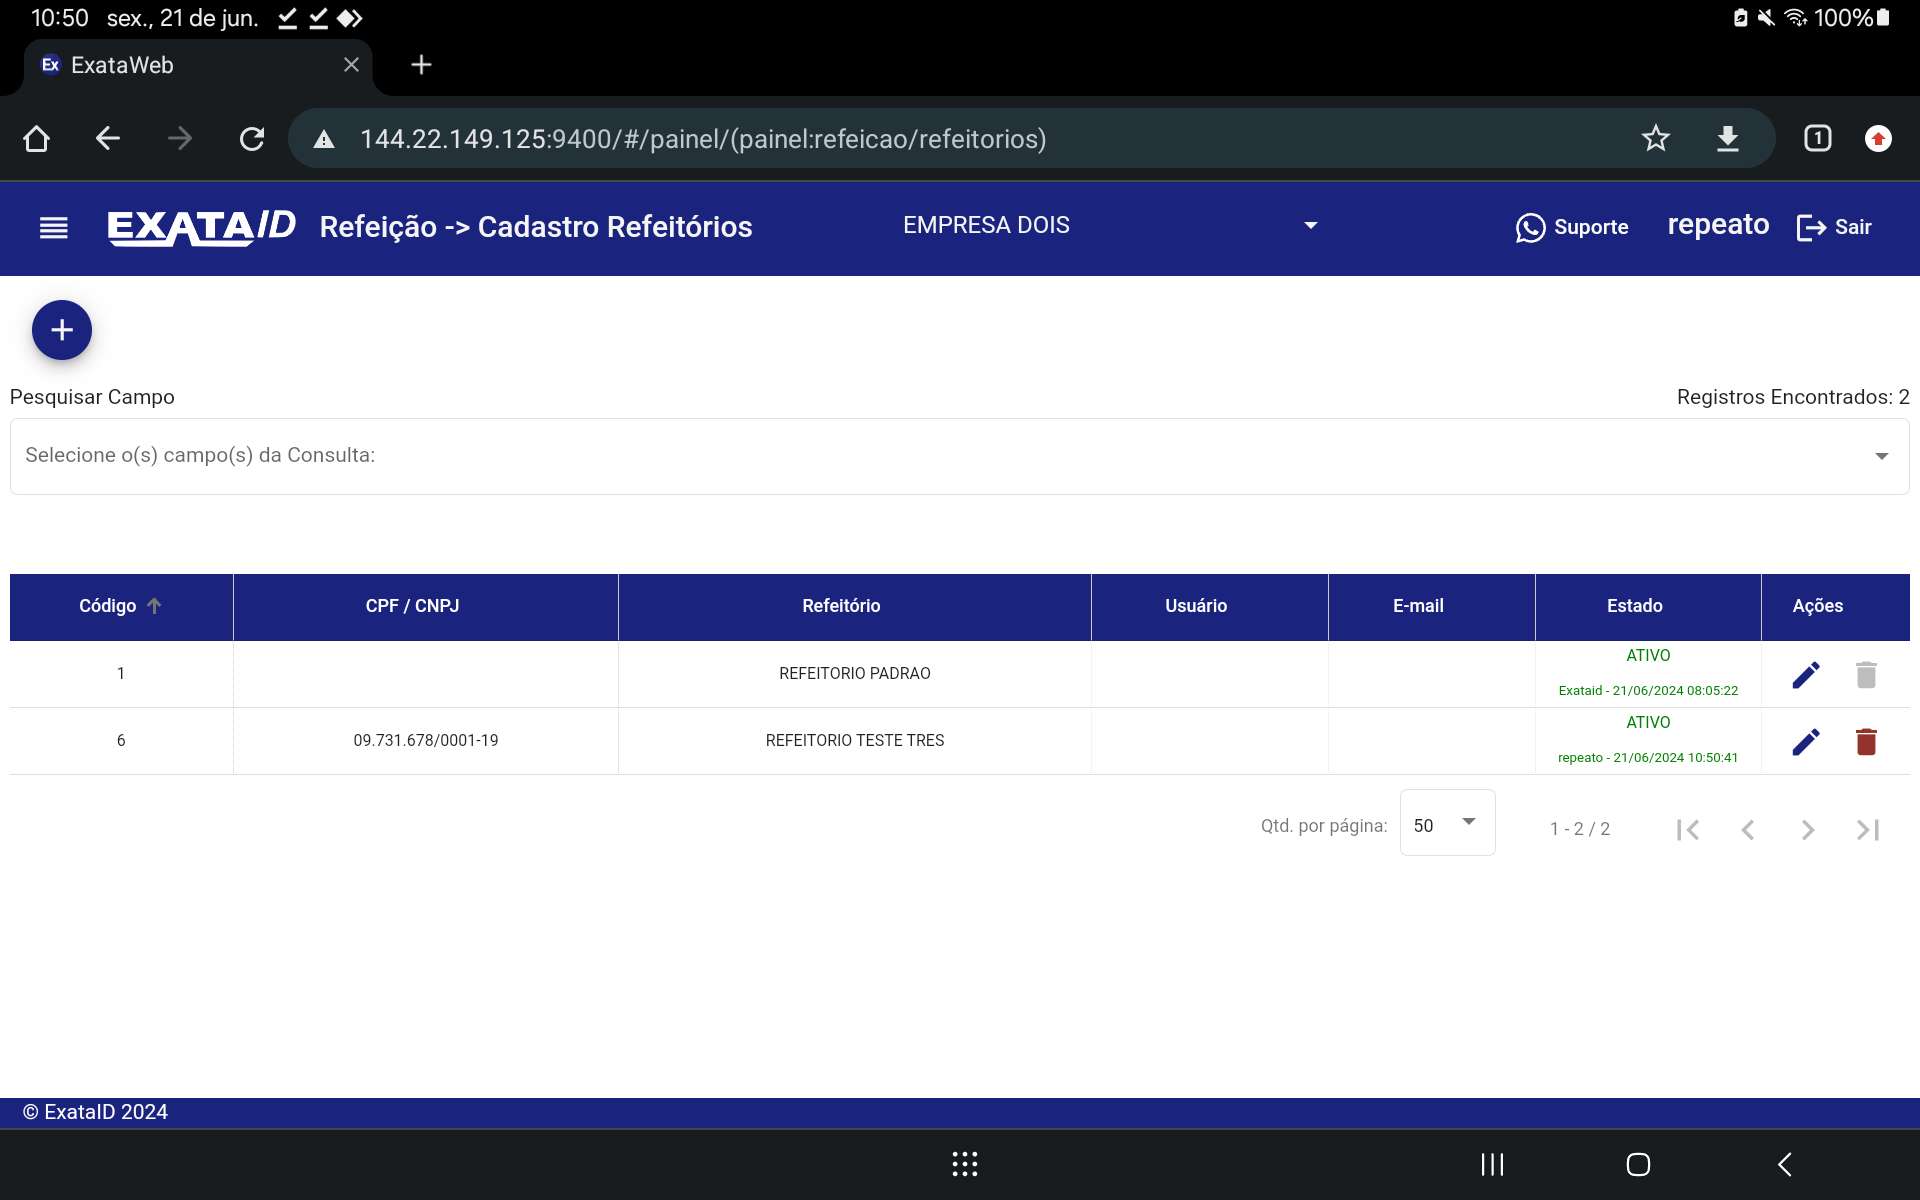 10:50 sex., 21 de jun. 100%
Ex ExataWeb
144.22.149.125:9400/#/painel/(painel:refeicao/refeitorios) 1
EXATAID Refeição -> Cadastro Refeitórios EMPRESA DOIS Suporte repeato Sair
Pesquisar Campo Registros Encontrados: 2
Selecione o(s) campo(s) da Consulta:
Código CPF / CNPJ Refeitório Usuário E-mail Estado Ações
1 REFEITORIO PADRAO ATIVO
Exataid - 21/06/2024 08:05:22
6 09.731.678/0001-19 REFEITORIO TESTE TRES ATIVO
repeato - 21/06/2024 10:50:41
Qtd. por página: 50 1 - 2 / 2
© ExataID 2024